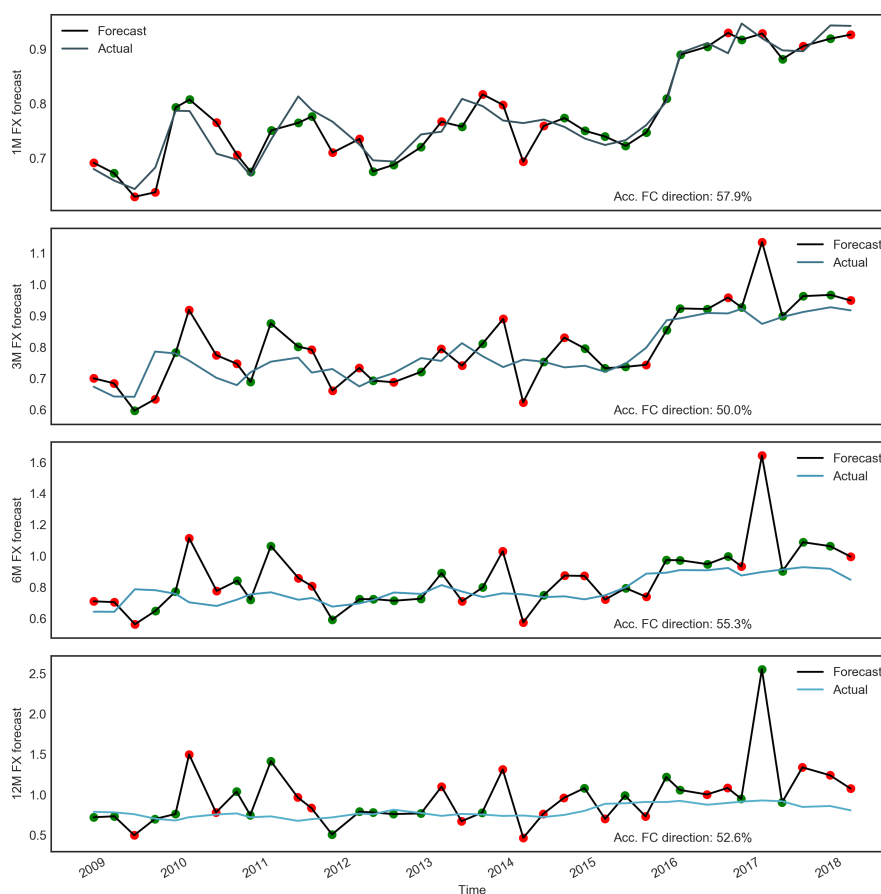 Forecast
Actual
0.9
0.8
0.7
1M FX forecast
Acc. FC direction: 57.9%
Forecast
Actual
1.1
1.0
0.9
0.8
0.7
0.6
3M FX forecast
Acc. FC direction: 50.0%
Forecast
Actual
1.6
1.4
1.2
1.0
0.8
0.6
6M FX forecast
Acc. FC direction: 55.3%
Forecast
Actual
2.5
2.0
1.5
1.0
0.5
12M FX forecast
Acc. FC direction: 52.6%
2009 2010 2011 2012 2013 2014 2015 2016 2017 2018
Time